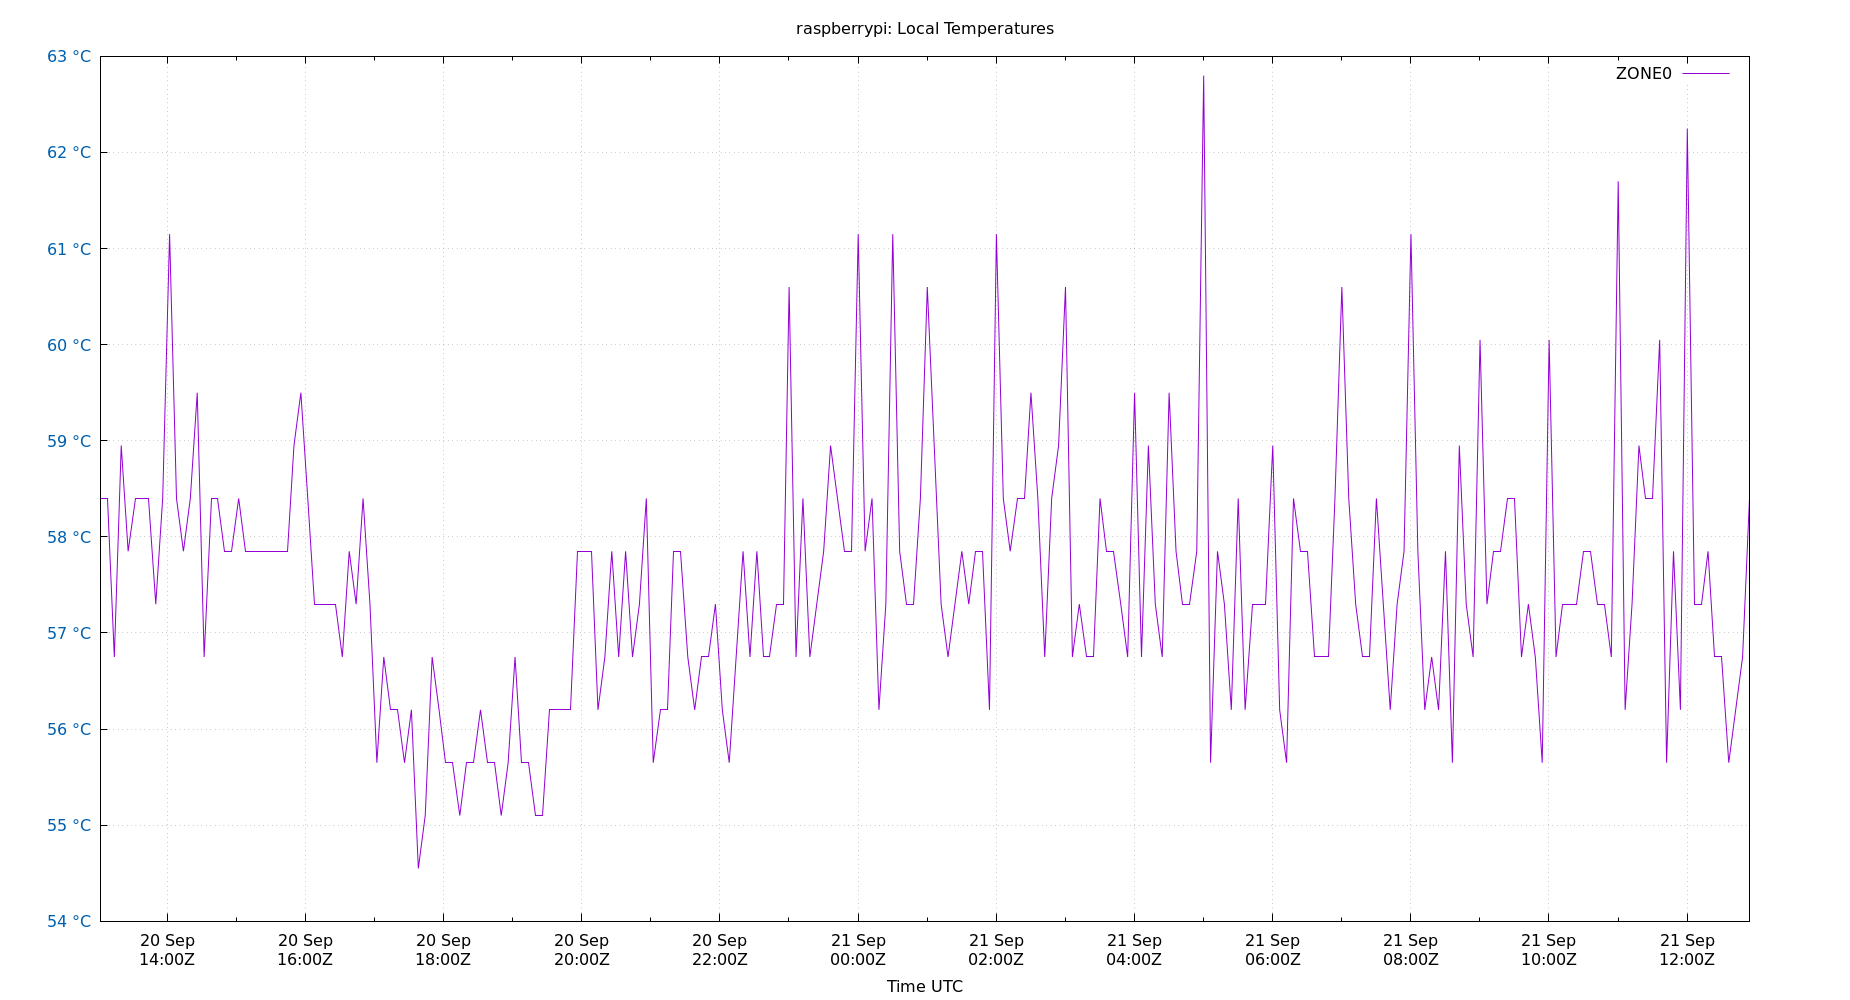 raspberrypi: Local Temperatures
63 °C
ZONE0
62 °C
61 °C
60 °C
59 °C
58 °C
57 °C
56 °C
55 °C
54 °C
20 Sep 20 Sep 20 Sep 20 Sep 20 Sep 21 Sep 21 Sep 21 Sep 21 Sep 21 Sep 21 Sep 21 Sep
14:00Z 16:00Z 18:00Z 20:00Z 22:00Z 00:00Z 02:00Z 04:00Z 06:00Z 08:00Z 10:00Z 12:00Z
Time UTC